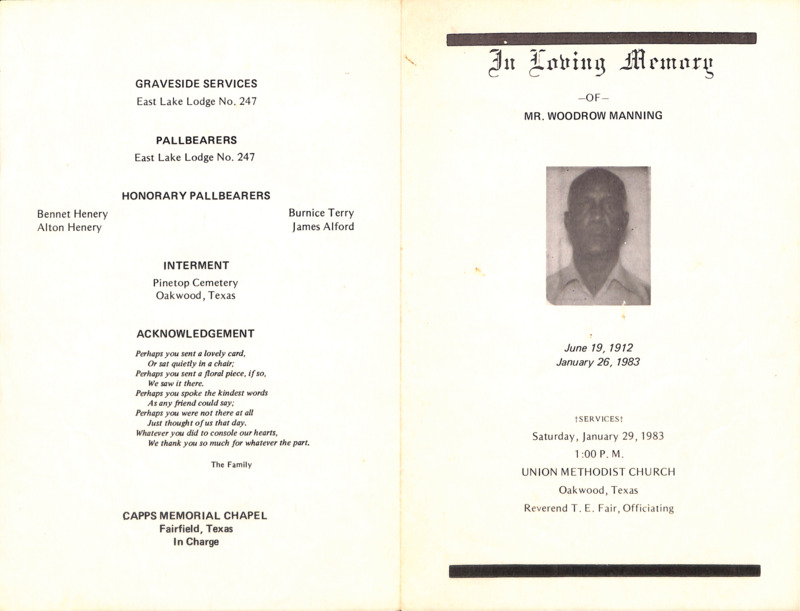 GRAVESIDE SERVICES
East Lake Lodge No. 247
PALLBEARERS
East Lake Lodge No. 247
HONORARY PALLBEARERS
Bennet Henery
Alton Henery
Burnice Terry
James Alford
INTERMENT
Pinetop Cemetery
Oakwood, Texas
ACKNOWLEDGEMENT
Perhaps you sent a lovely card,
Or sat quietly in a chair;
Perhaps you sent a floral piece, if so,
We saw it there.
Perhaps you spoke the kindest words
As any friend could say;
Perhaps you were not there at all
Just thought of us that day.
Whatever you did to console our hearts,
We thank you so much for whatever the part.
The Family
CAPPS MEMORIAL CHAPEL
Fairfield, Texas
In Charge
In Loving Memory
—OF—
MR. WOODROW MANNING
June 19, 1912
January 26, 1983
†SERVICES†
Saturday, January 29, 1983
1:00 P. M.
UNION METHODIST CHURCH
Oakwood, Texas
Reverend T. E. Fair, Officiating